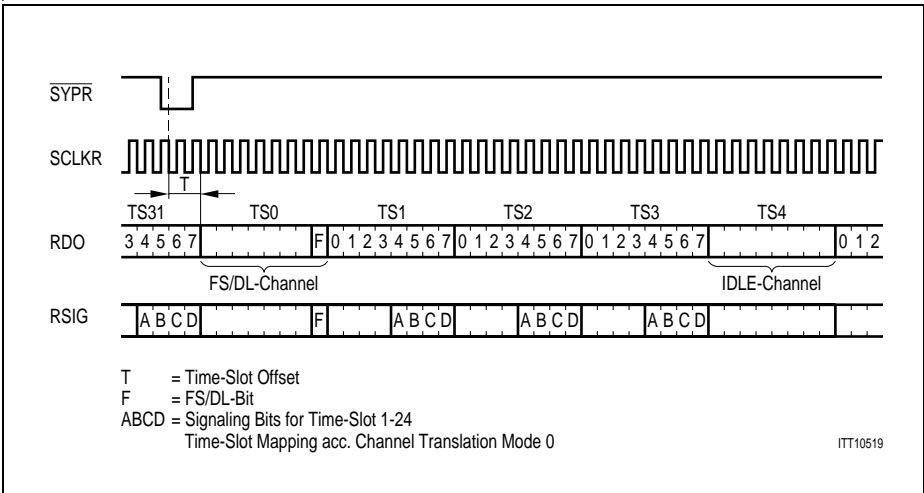 SYPR
SCLKR
T
TS31 TS0 TS1 TS2 TS3 TS4
RDO 3 4 5 6 7 F 0 1 2 3 4 5 6 7 0 1 2 3 4 5 6 7 0 1 2 3 4 5 6 7 0 1 2
FS/DL-Channel IDLE-Channel
RSIG A B C D F A B C D A B C D A B C D
T = Time-Slot Offset
F = FS/DL-Bit
ABCD = Signaling Bits for Time-Slot 1-24
Time-Slot Mapping acc. Channel Translation Mode 0
ITT10519